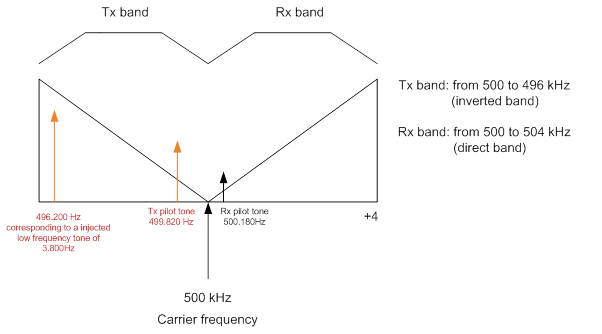 Tx band
Rx band
Tx band: from 500 to 496 kHz
(inverted band)
Rx band: from 500 to 504 kHz
(direct band)
496.200 Hz
corresponding to a injected
low frequency tone of
3.800Hz
Tx pilot tone
499.820 Hz
Rx pilot tone
500.180Hz
+4
500 kHz
Carrier frequency